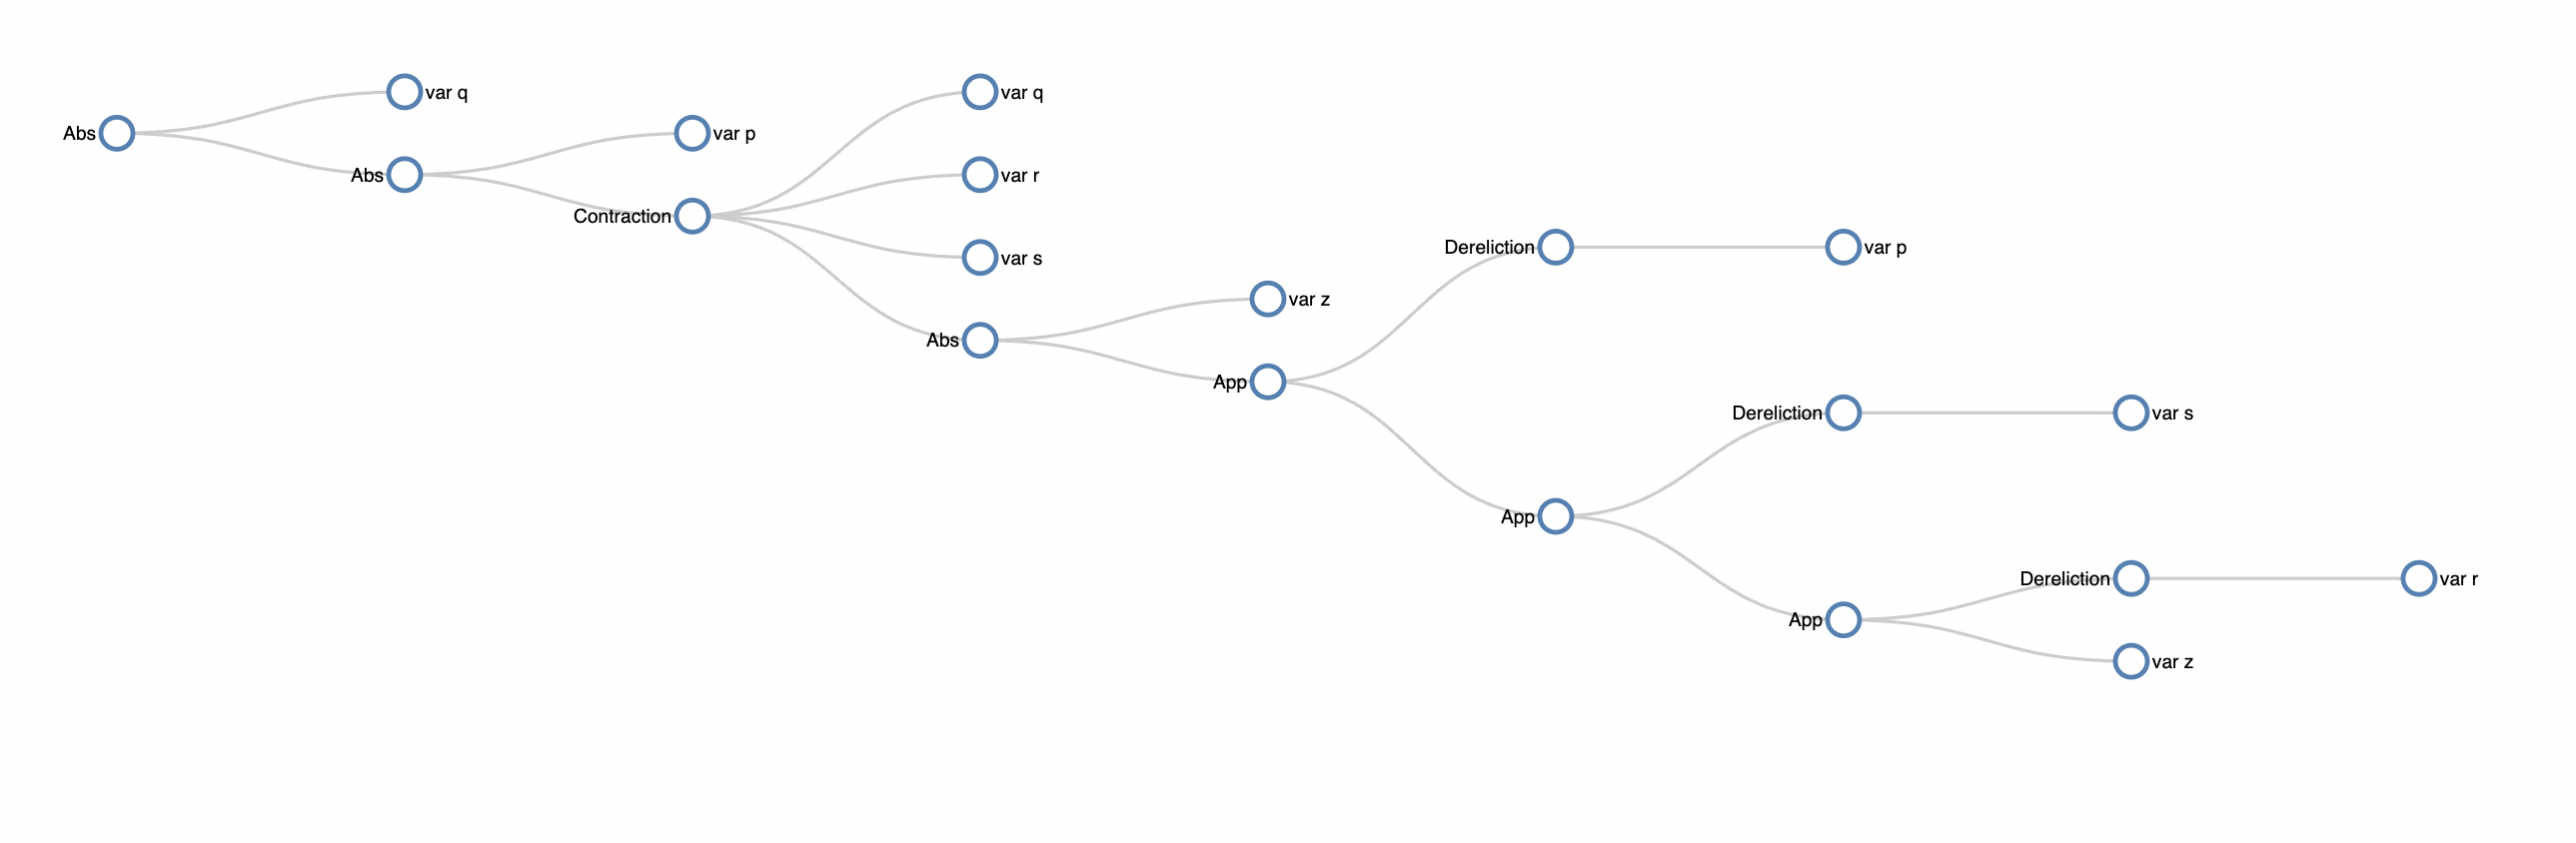 var q
var q
Abs
var p
Abs
var r
Contraction
Dereliction
var p
var s
var z
Abs
App
Dereliction
var s
App
Dereliction
var r
App
var z